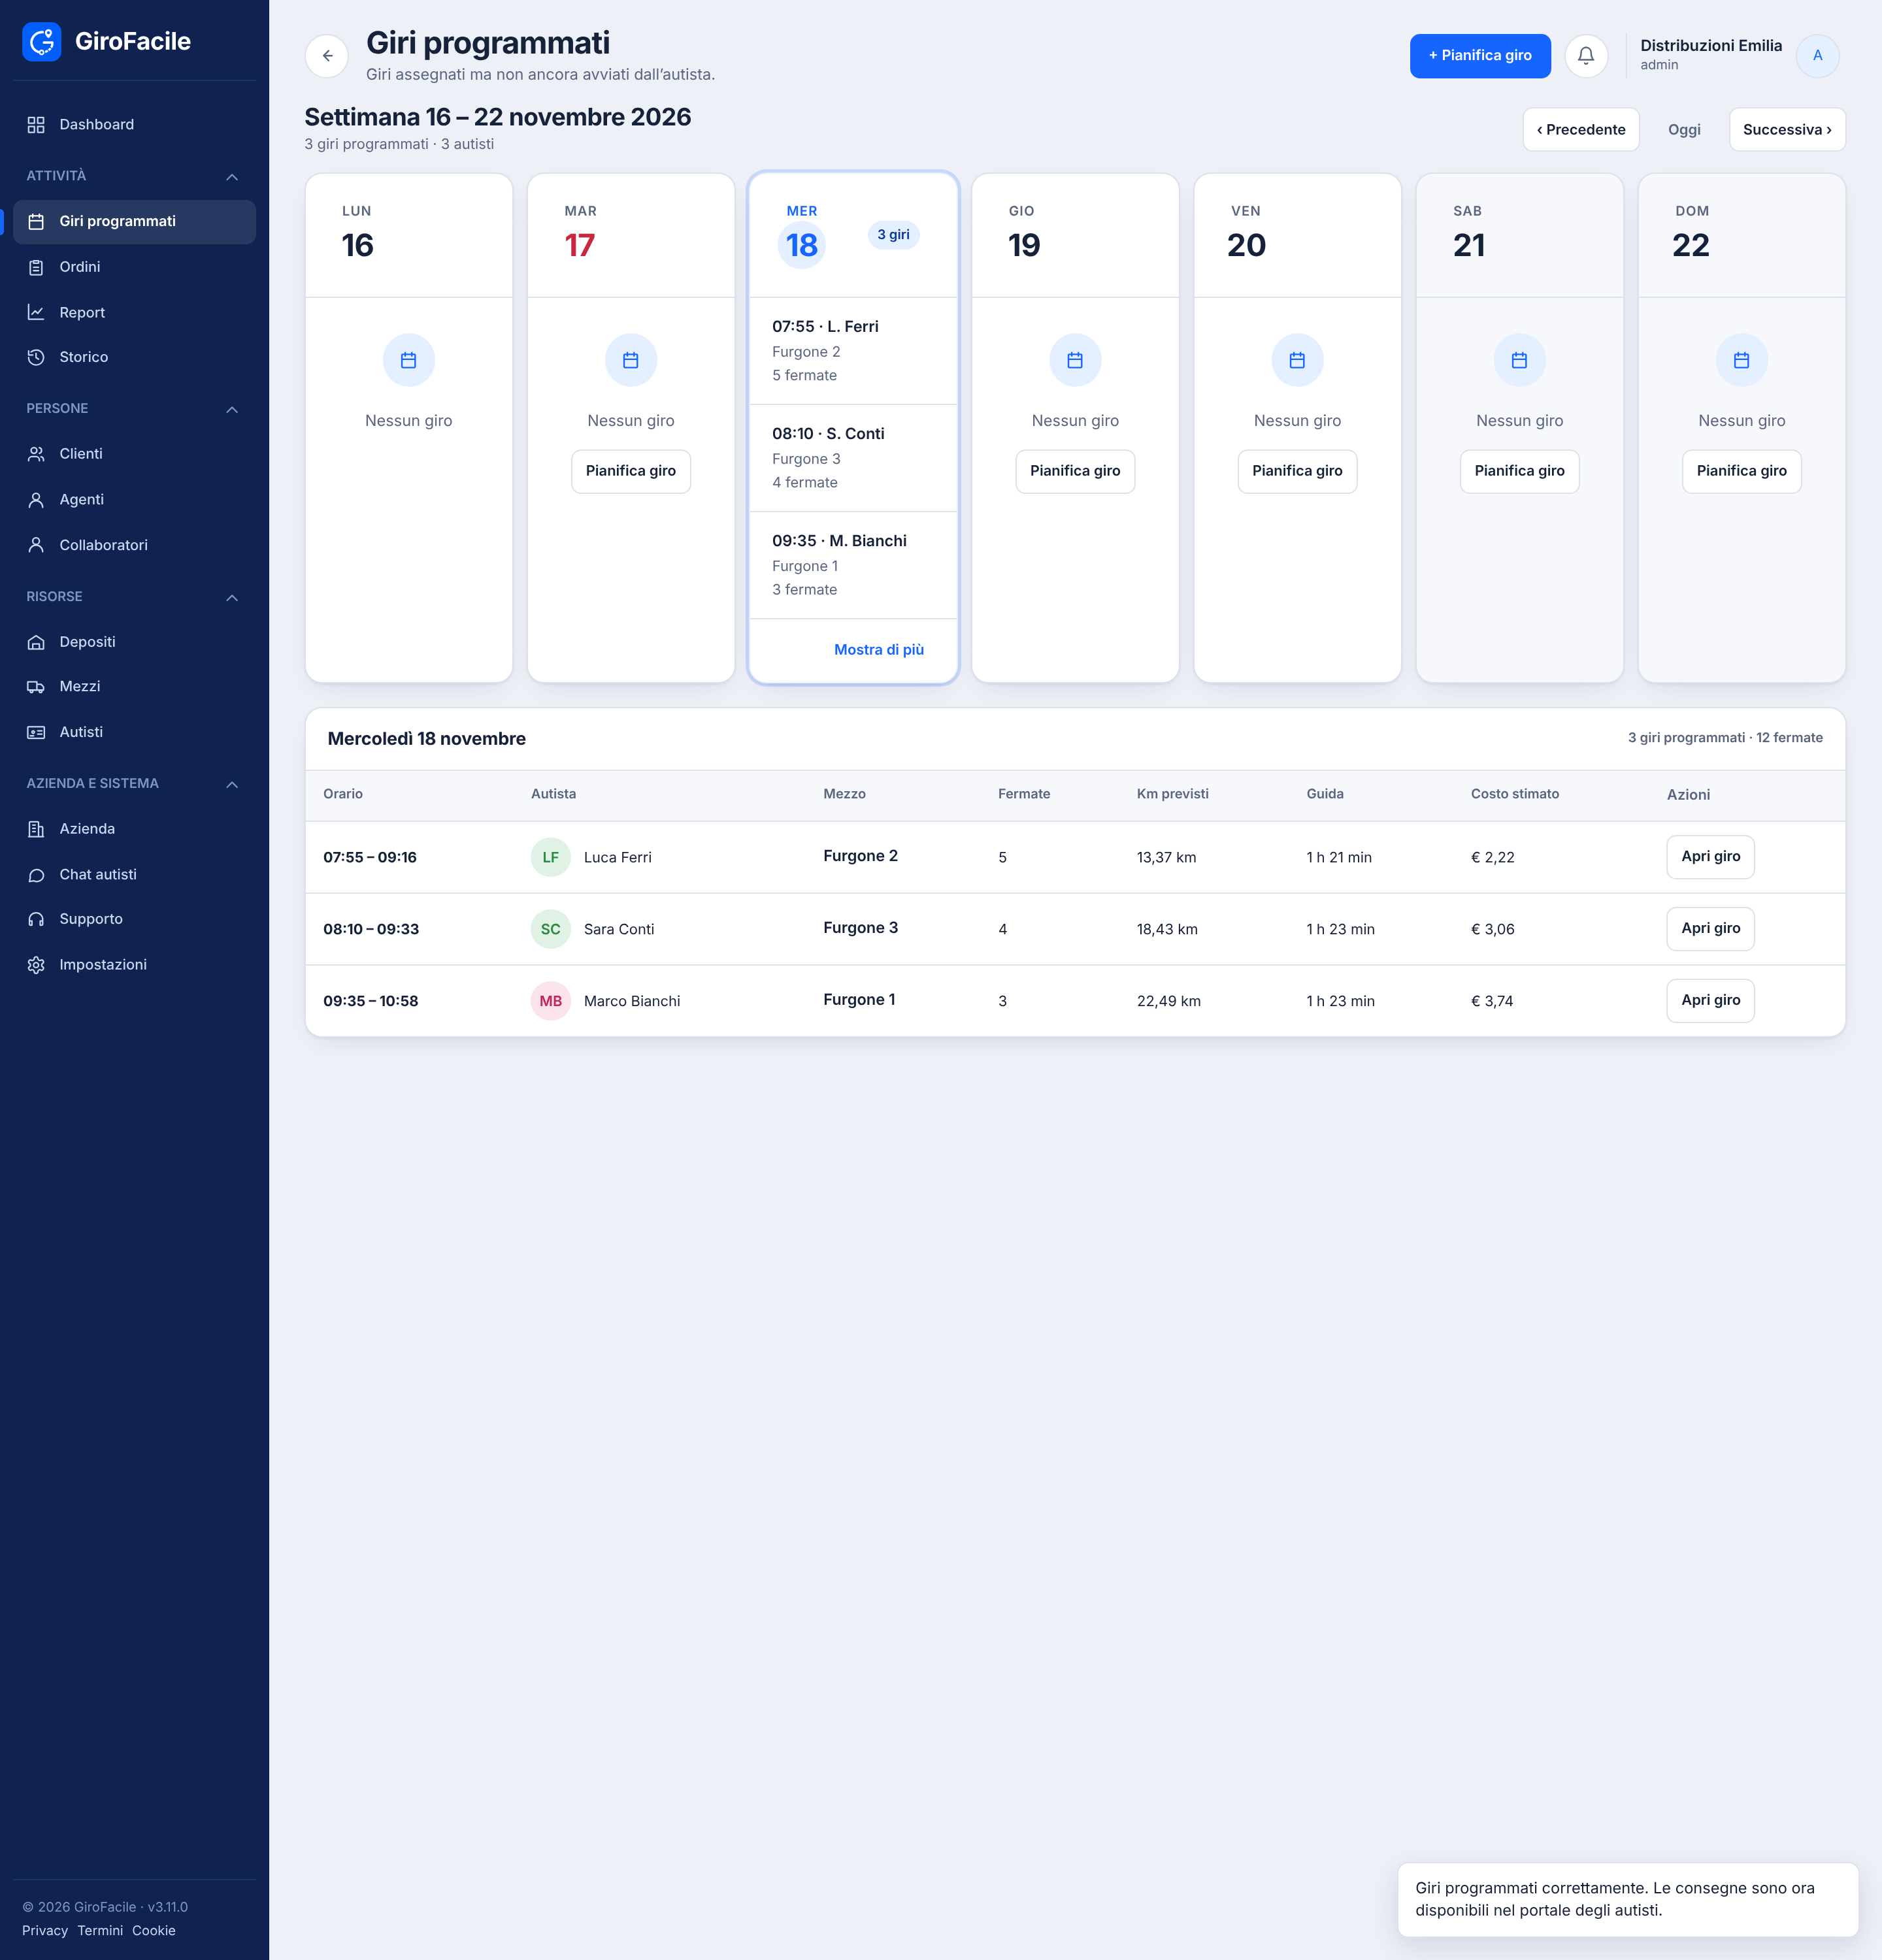 GiroFacile
Dashboard
ATTIVITÀ
Giri programmati
Ordini
Report
Storico
PERSONE
Clienti
Agenti
Collaboratori
RISORSE
Depositi
Mezzi
Autisti
AZIENDA E SISTEMA
Azienda
Chat autisti
Supporto
Impostazioni
© 2026 GiroFacile · v3.11.0
Privacy Termini Cookie
Giri programmati
Giri assegnati ma non ancora avviati dall’autista.
+ Pianifica giro
Distribuzioni Emilia
admin
A
Settimana 16 – 22 novembre 2026
3 giri programmati · 3 autisti
‹ Precedente
Oggi
Successiva ›
LUN
16
Nessun giro
MAR
17
Nessun giro
Pianifica giro
MER
18
3 giri
07:55 · L. Ferri
Furgone 2
5 fermate
08:10 · S. Conti
Furgone 3
4 fermate
09:35 · M. Bianchi
Furgone 1
3 fermate
Mostra di più
GIO
19
Nessun giro
Pianifica giro
VEN
20
Nessun giro
Pianifica giro
SAB
21
Nessun giro
Pianifica giro
DOM
22
Nessun giro
Pianifica giro
Mercoledì 18 novembre
3 giri programmati · 12 fermate
Orario Autista Mezzo Fermate Km previsti Guida Costo stimato Azioni
07:55 – 09:16 LF Luca Ferri Furgone 2 5 13,37 km 1 h 21 min € 2,22 Apri giro
08:10 – 09:33 SC Sara Conti Furgone 3 4 18,43 km 1 h 23 min € 3,06 Apri giro
09:35 – 10:58 MB Marco Bianchi Furgone 1 3 22,49 km 1 h 23 min € 3,74 Apri giro
Giri programmati correttamente. Le consegne sono ora
disponibili nel portale degli autisti.